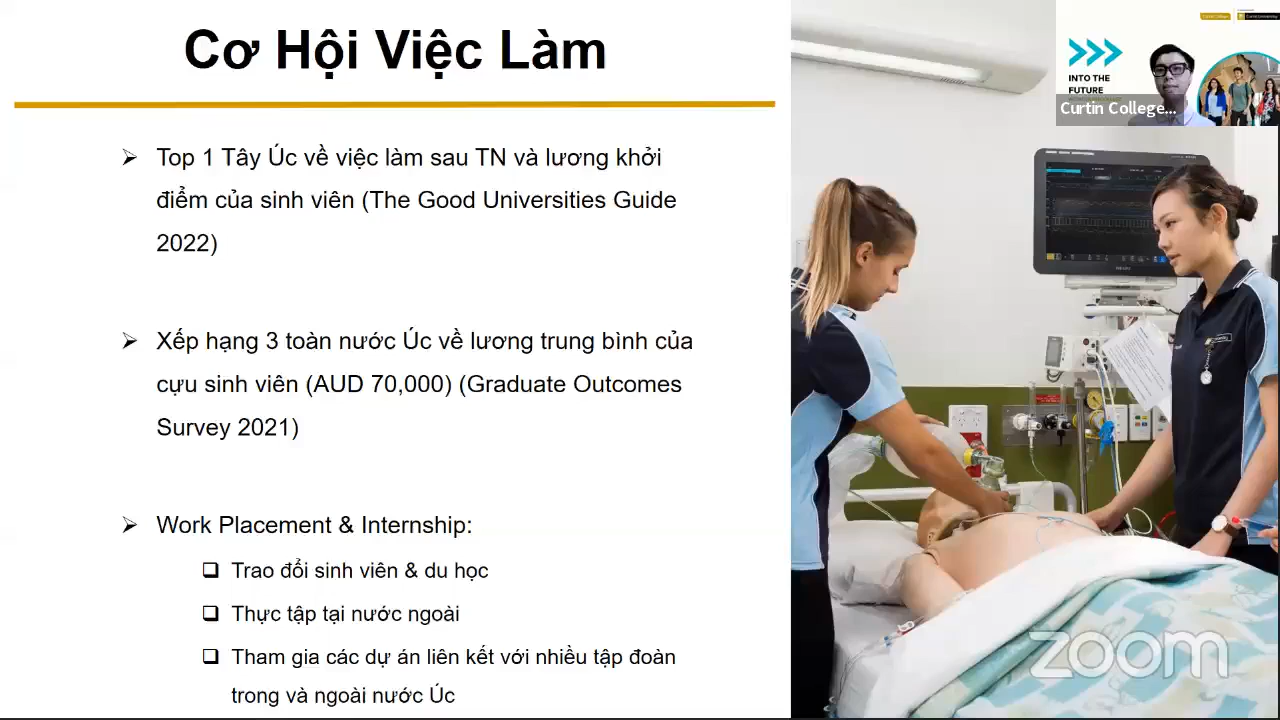 Cơ Hội Việc Làm
Top 1 Tây Úc về việc làm sau TN và lương khởi
điểm của sinh viên (The Good Universities Guide
2022)
Xếp hạng 3 toàn nước Úc về lương trung bình của
cựu sinh viên (AUD 70,000) (Graduate Outcomes
Survey 2021)
Work Placement & Internship:
Trao đổi sinh viên & du học
Thực tập tại nước ngoài
Tham gia các dự án liên kết với nhiều tập đoàn
trong và ngoài nước Úc
INTO THE
FUTURE
Curtin College...
zoom